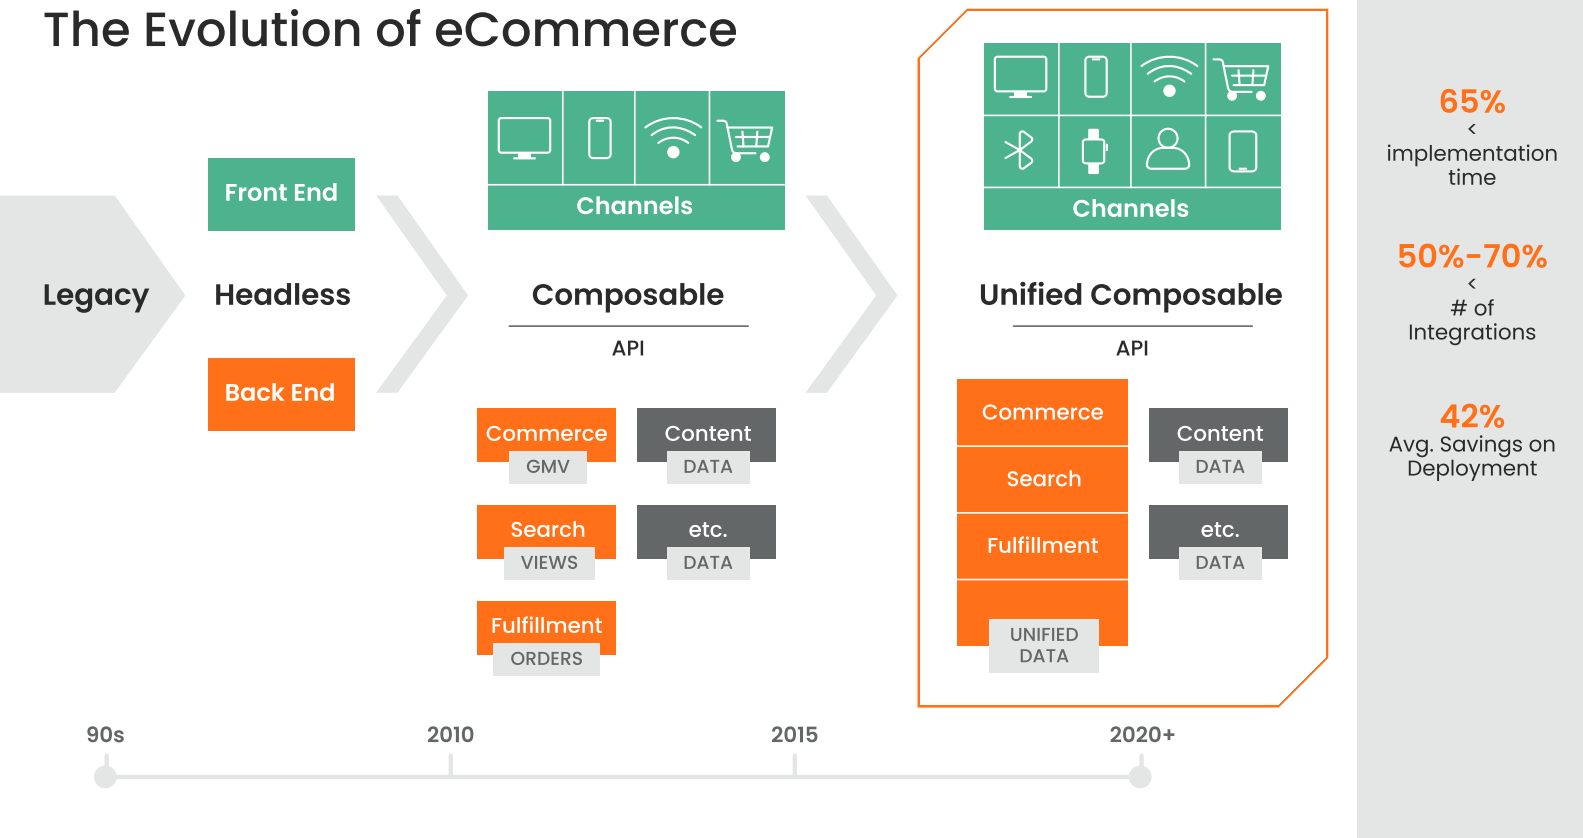 The Evolution of eCommerce
Legacy
Front End
Headless
Back End
Channels
Composable
API
Commerce
GMV
Content
DATA
Search
VIEWS
etc.
DATA
Fulfillment
ORDERS
Channels
Unified Composable
API
Commerce
Search
Fulfillment
UNIFIED
DATA
Content
DATA
etc.
DATA
65%
<
implementation
time
50%-70%
<
# of
Integrations
42%
Avg. Savings on
Deployment
90s
2010
2015
2020+